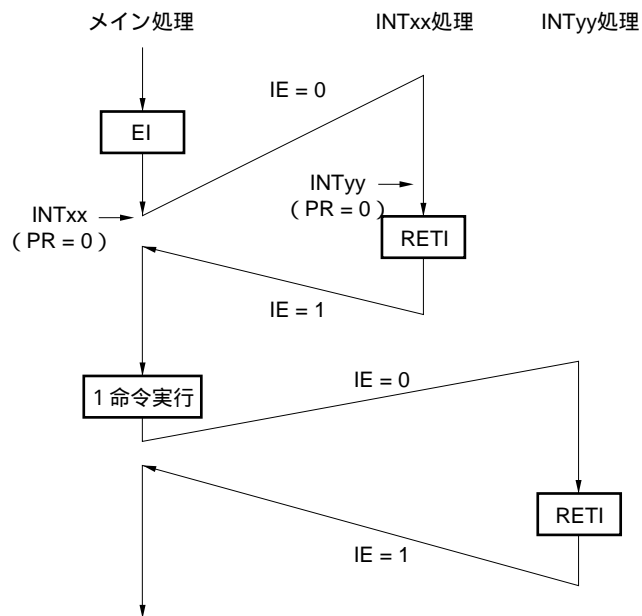 メイン処理
INTxx処理
INTyy処理
IE = 0
EI
INTyy
( PR = 0 )
INTxx
( PR = 0 )
RETI
IE = 1
IE = 0
1 命令実行
RETI
IE = 1